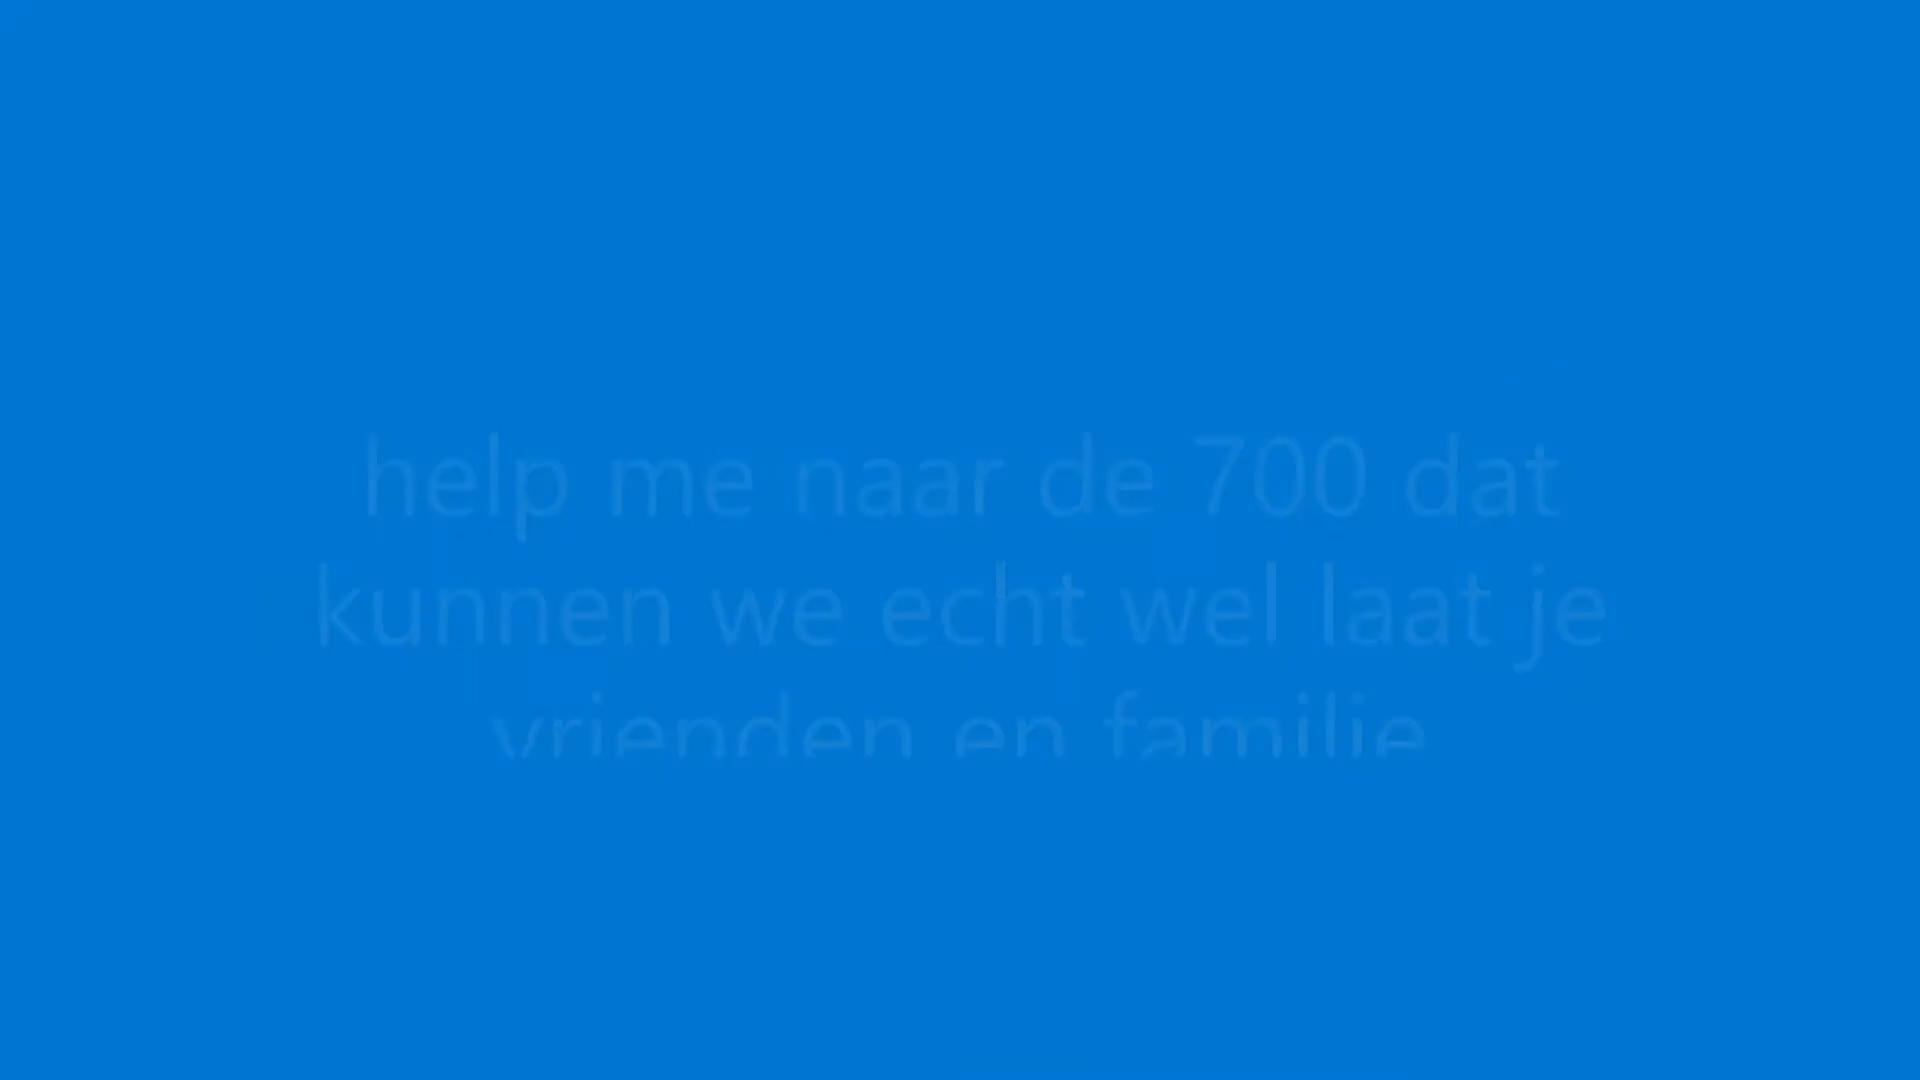 help me naar de 700 dat
kunnen we echt wel laat je
vrienden en familie